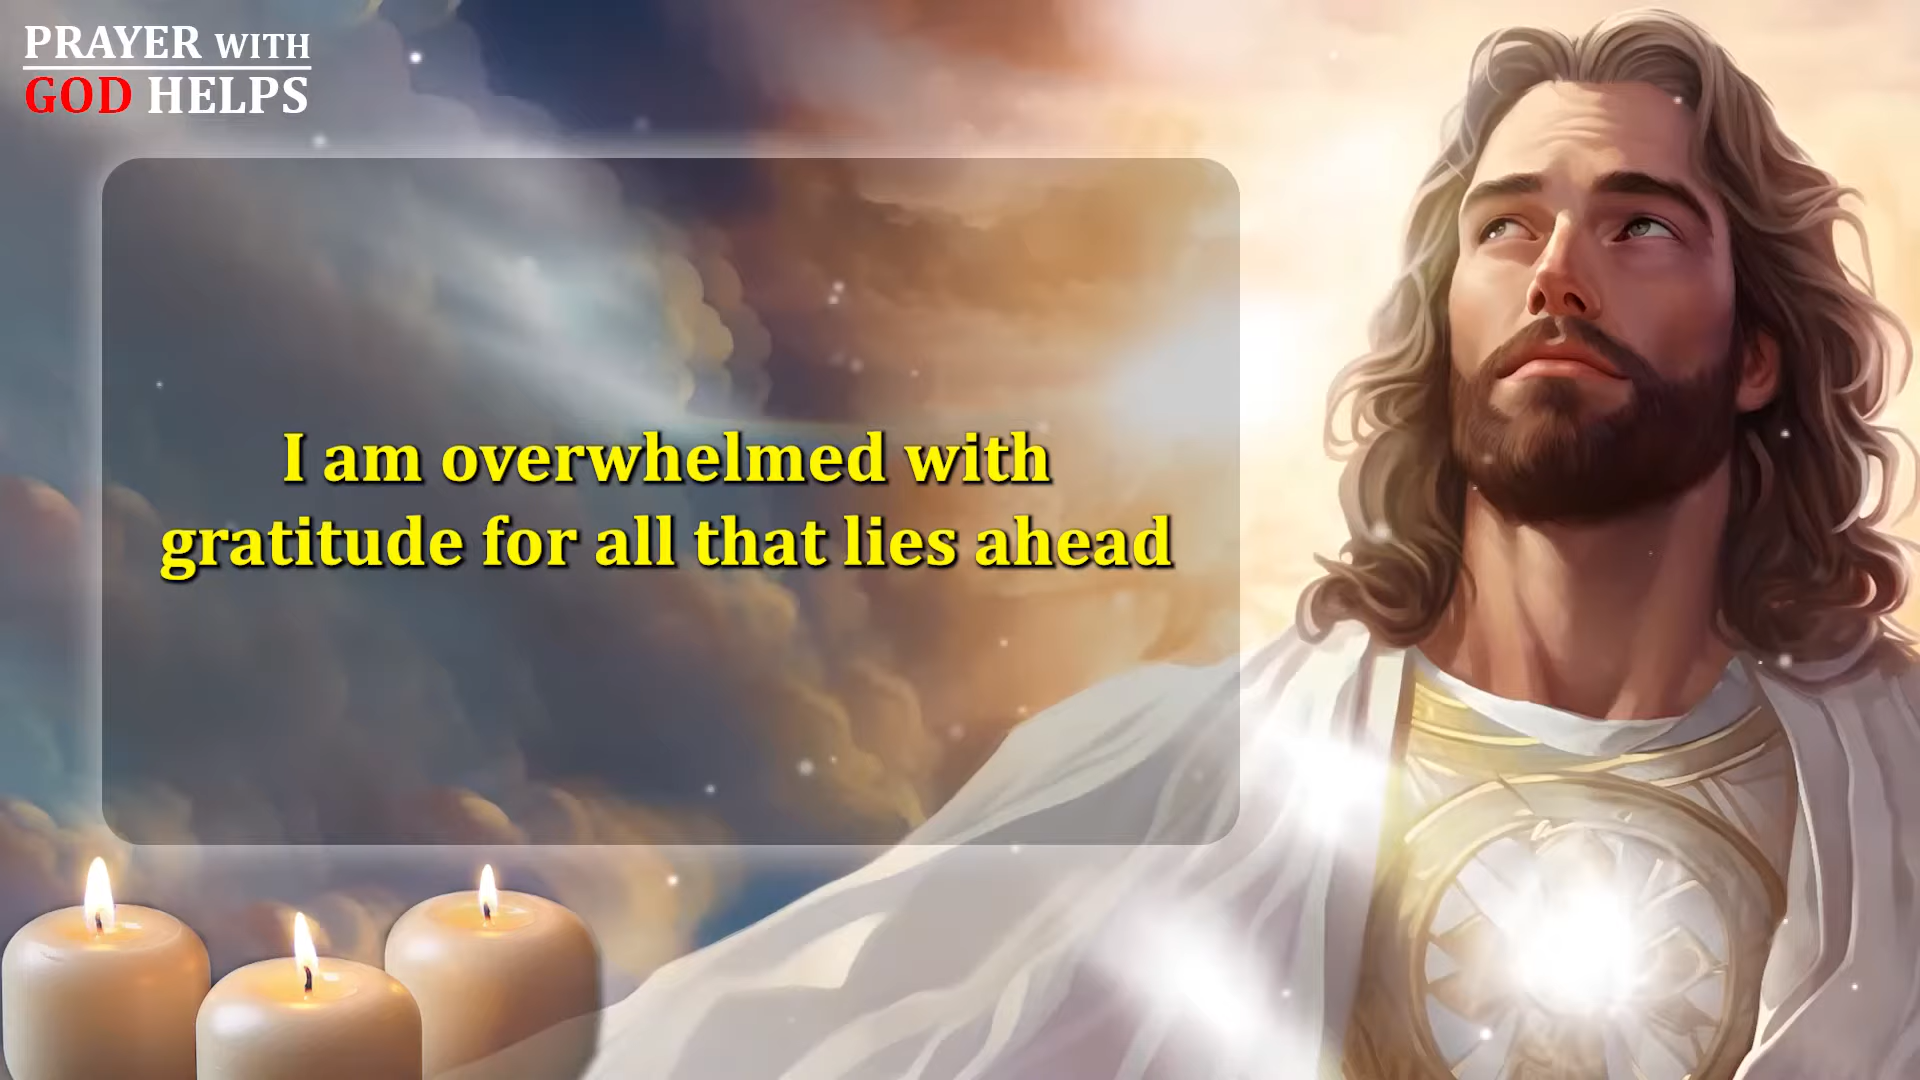 PRAYER WITH
GOD HELPS
I am overwhelmed with
gratitude for all that lies ahead